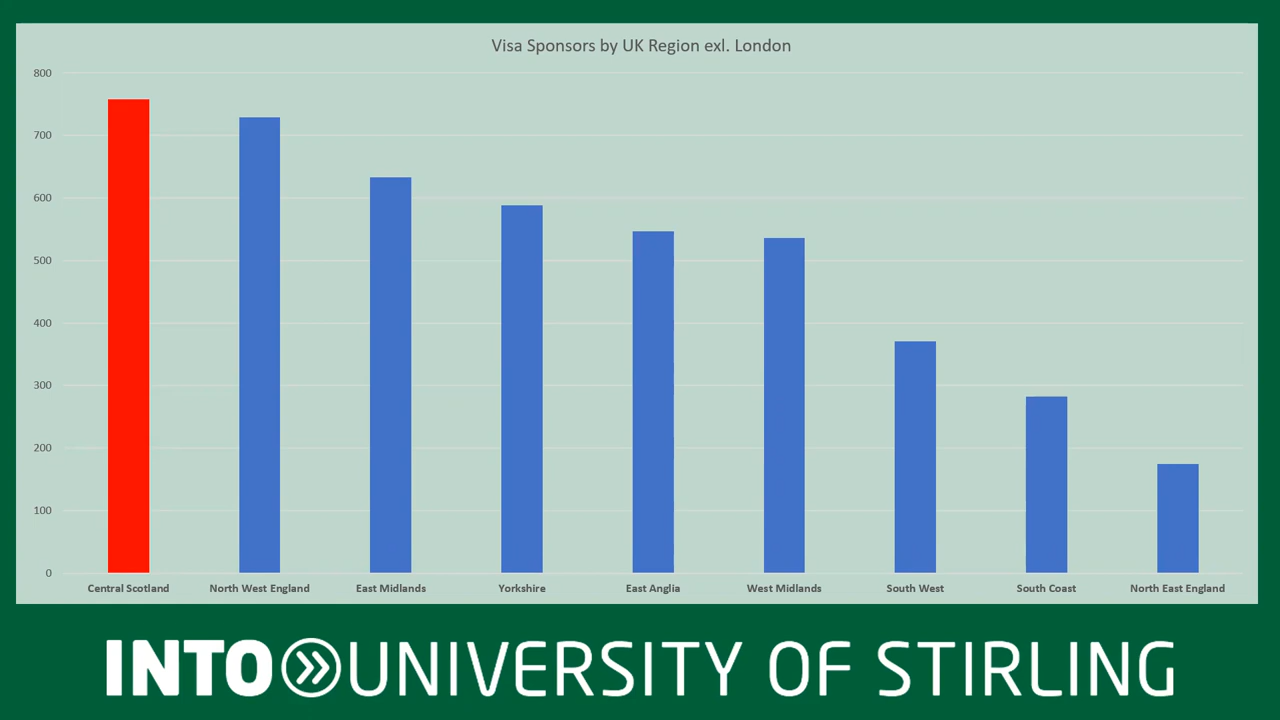 Visa Sponsors by UK Region exl. London
800
700
600
500
400
300
200
100
0
Central Scotland
North West England
East Midlands
Yorkshire
East Anglia
West Midlands
South West
South Coast
North East England
INTO UNIVERSITY OF STIRLING